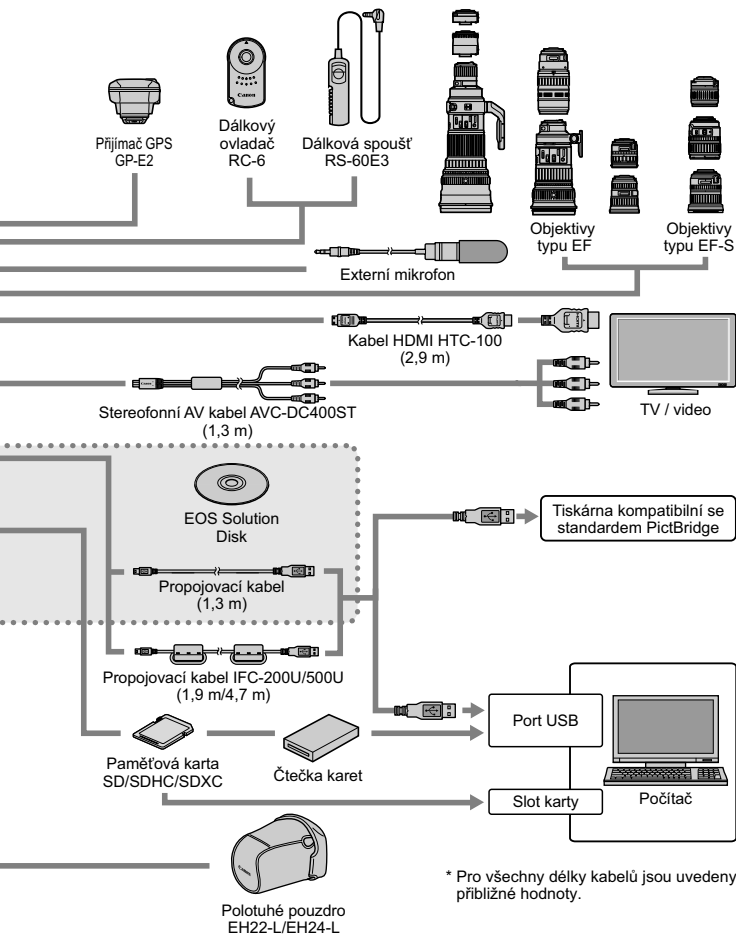 Přijímač GPS
GP-E2
Canon
Dálkový
ovladač
RC-6
Dálková spoušť
RS-60E3
Objektivy
typu EF
Objektivy
typu EF-S
Externí mikrofon
Kabel HDMI HTC-100
(2,9 m)
Stereofonní AV kabel AVC-DC400ST
(1,3 m)
TV / video
EOS Solution
Disk
Tiskárna kompatibilní se
standardem PictBridge
Propojovací kabel
(1,3 m)
Propojovací kabel IFC-200U/500U
(1,9 m/4,7 m)
Port USB
Paměťová karta
SD/SDHC/SDXC
Čtečka karet
Slot karty
Počítač
Polotuhé pouzdro
EH22-L/EH24-L
* Pro všechny délky kabelů jsou uvedeny
přibližné hodnoty.